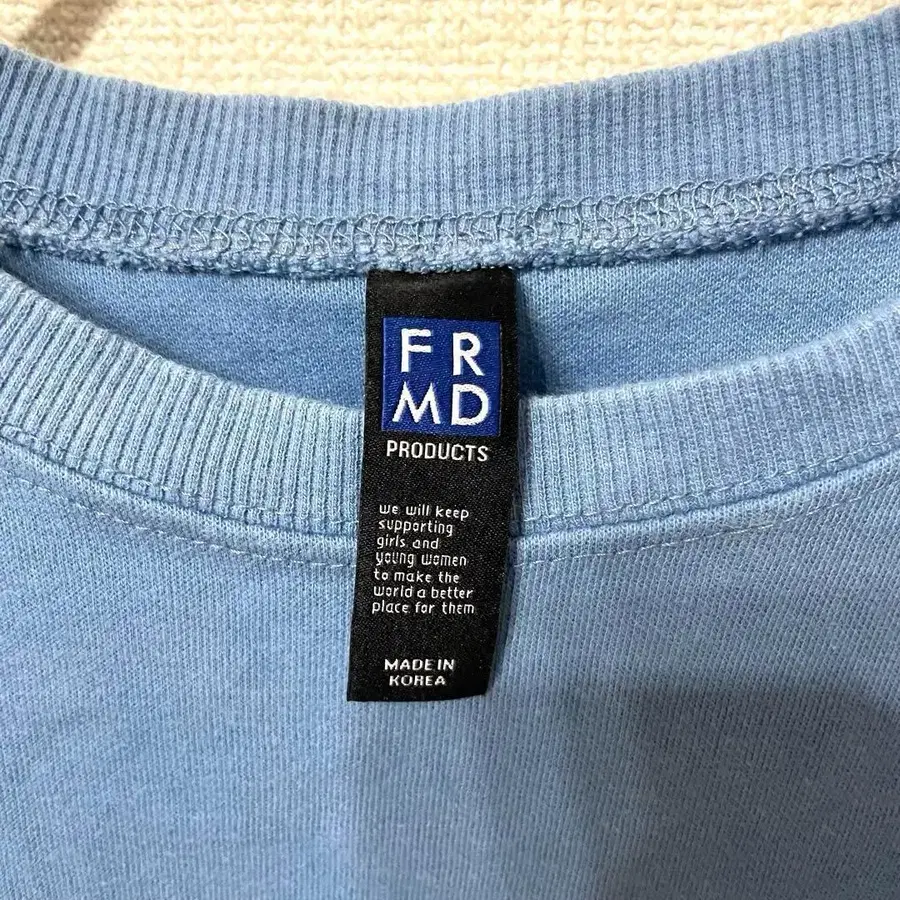 FR
MD
PRODUCTS
we will keep
supporting
girls and
young women
to make the
world a better
place for them
MADE IN
KOREA